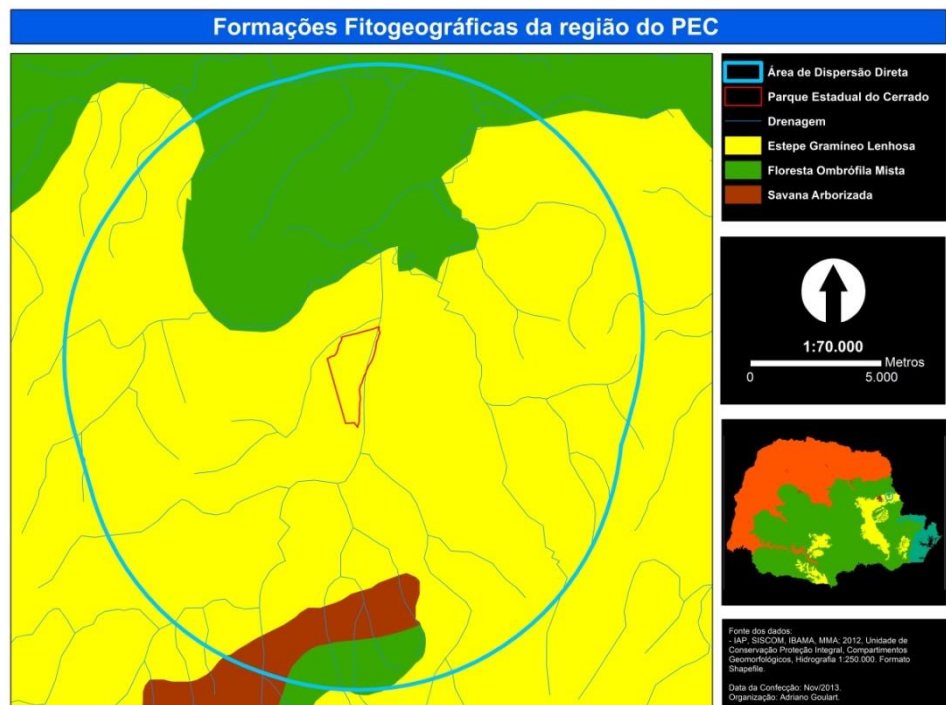 Formações Fitogeográficas da região do PEC
Área de Dispersão Direta
Parque Estadual do Cerrado
Drenagem
Estepe Gramíneo Lenhosa
Floresta Ombrófila Mista
Savana Arborizada
1:70.000
Metros
0 5.000
Fonte dos dados:
- IAP, SISCOM, IBAMA, MMA; 2012, Unidade de
Conservação Proteção Integral, Compartimentos
Geomorfológicos, Hidrografia 1:250.000. Formato
Shapefile.
Data da Confecção: Nov/2013.
Organização: Adriano Goulart.